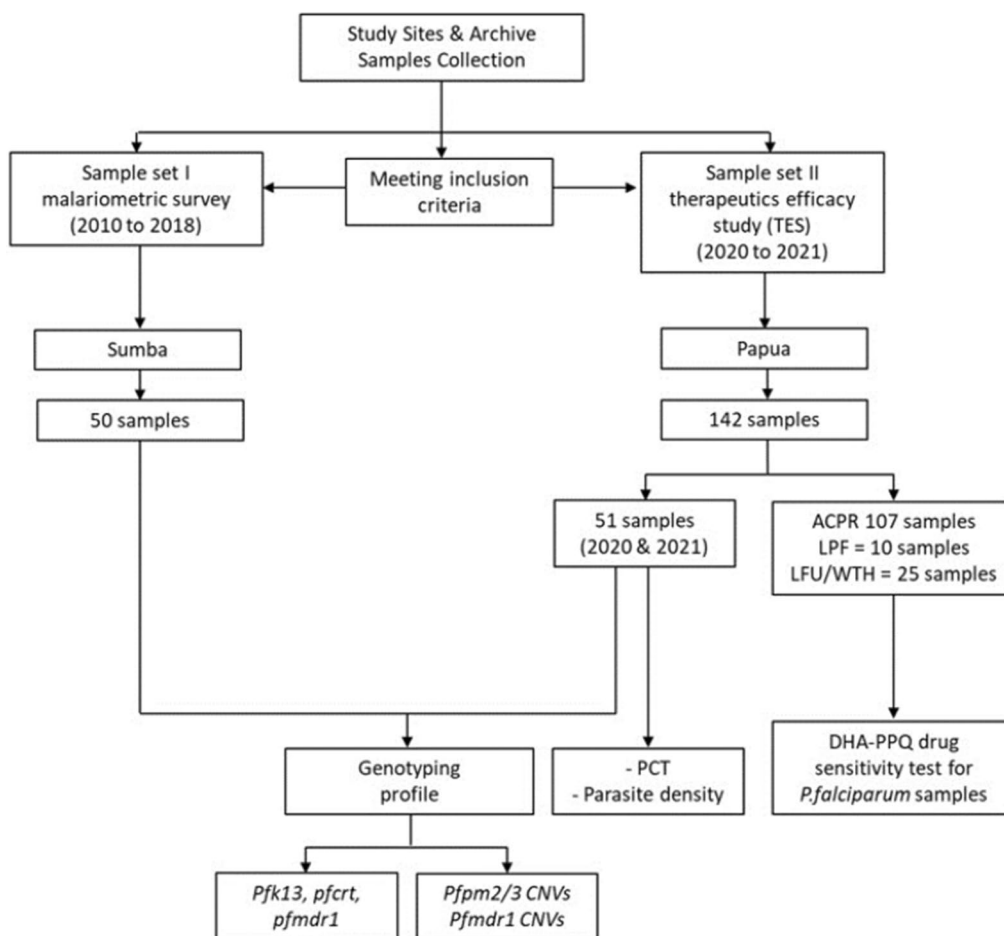 Study Sites & Archive
Samples Collection
Sample set I
malariometric survey
(2010 to 2018)
Meeting inclusion
criteria
Sample set II
therapeutics efficacy
study (TES)
(2020 to 2021)
Sumba
Papua
50 samples
142 samples
51 samples
(2020 & 2021)
ACPR 107 samples
LPF = 10 samples
LFU/WTH = 25 samples
Genotyping
profile
- PCT
- Parasite density
DHA-PPQ drug
sensitivity test for
P.falciparum samples
Pfk13, pfcrt,
pfmdr1
Pfpm2/3 CNVs
Pfmdr1 CNVs